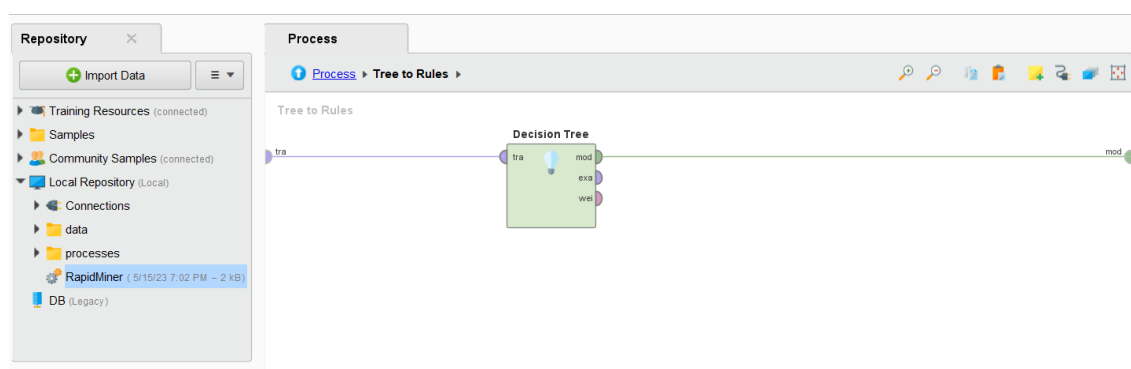 Repository
Process
Import Data
Process Tree to Rules
Training Resources (connected)
Samples
Community Samples (connected)
Local Repository (Local)
Connections
data
processes
RapidMiner ( 5/15/23 7:02 PM – 2 kB)
DB (Legacy)
Tree to Rules
Decision Tree
tra
tra mod
exa
wei
mod